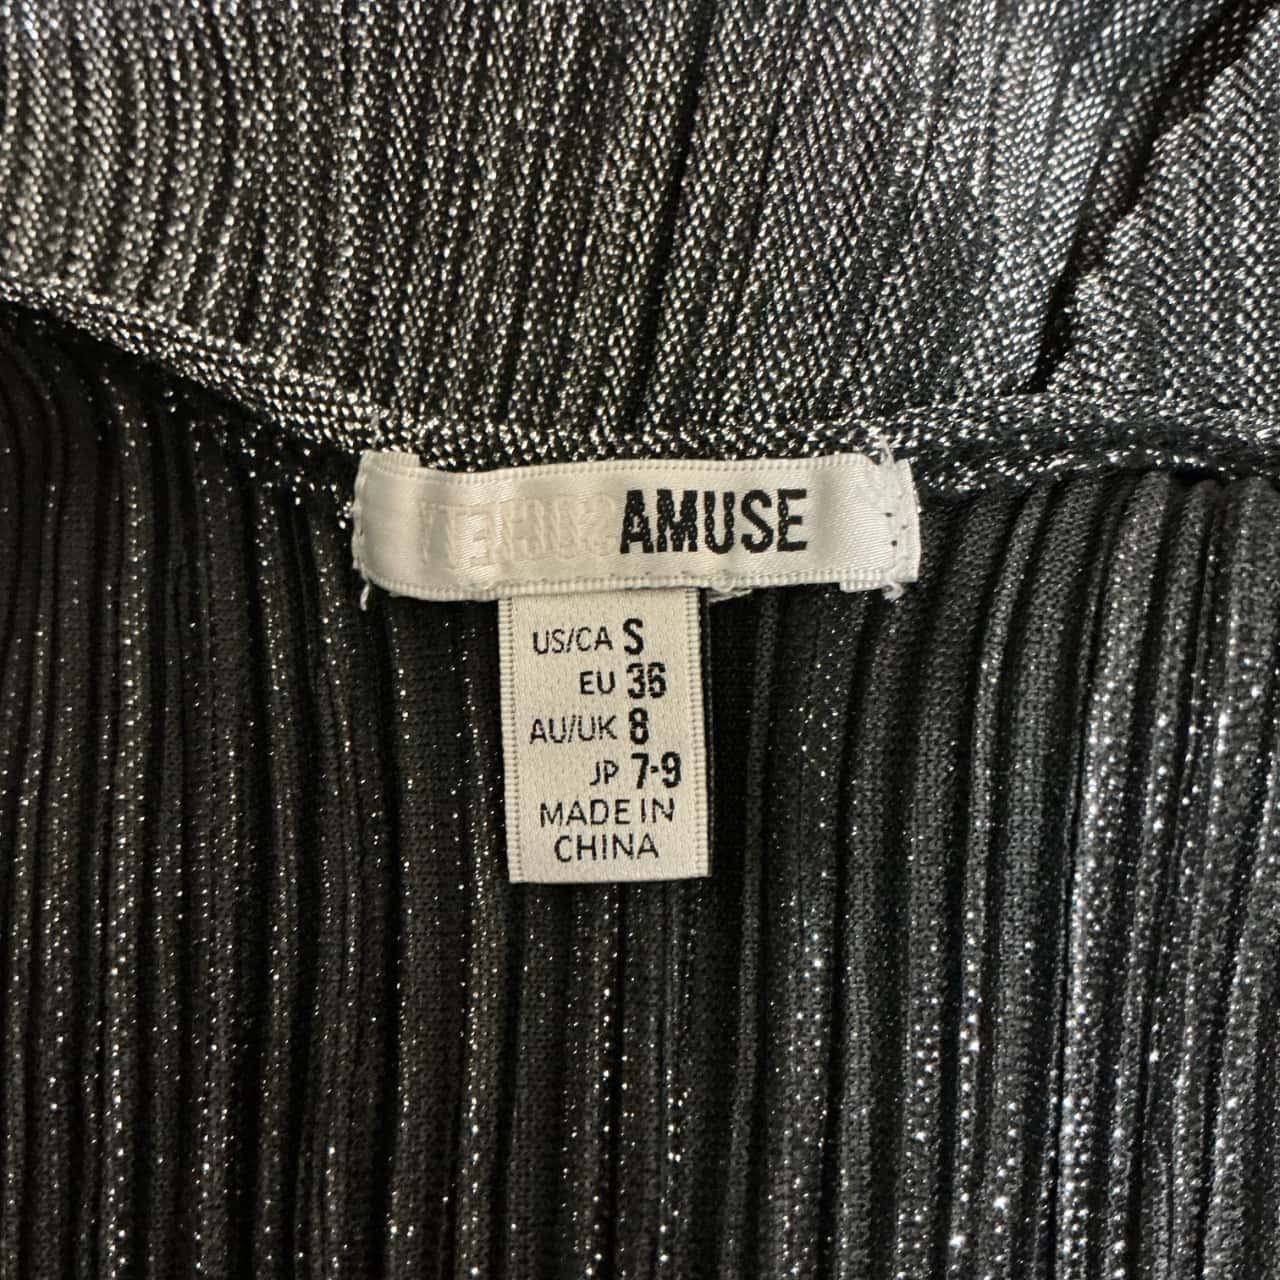 AMUSE
US/CA S
EU 36
AU/UK 8
JP 7-9
MADE IN
CHINA